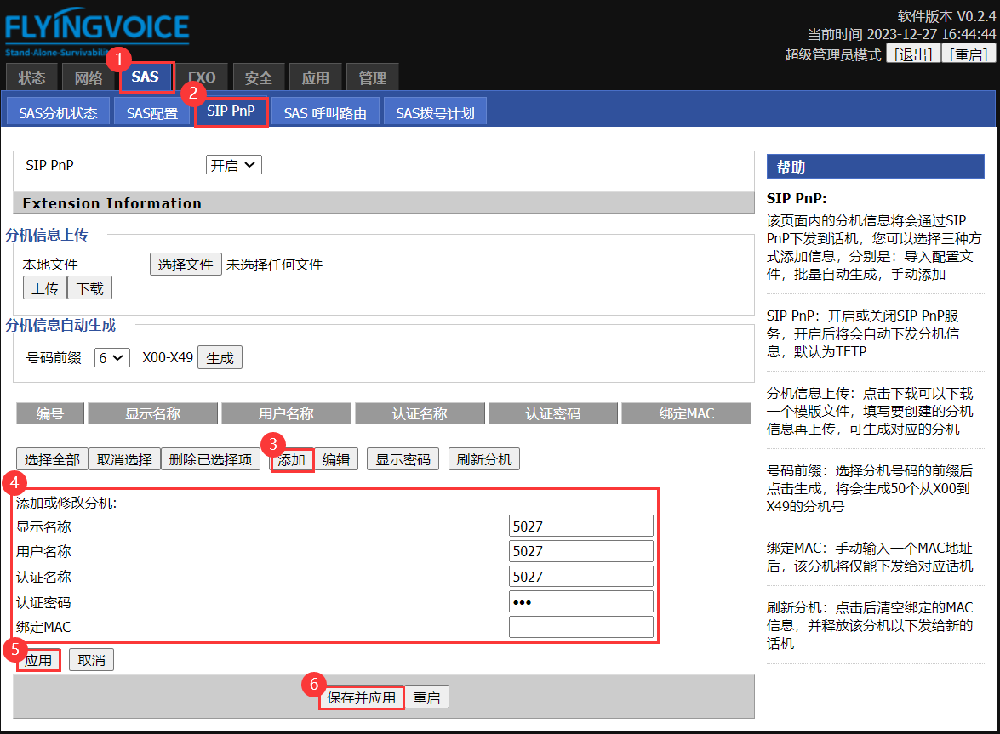 FLYINGVOICE
Stand-Alone-Survivability
软件版本 V0.2.4
当前时间 2023-12-27 16:44:44
超级管理员模式 [退出] [重启]
1
状态 网络 SAS FXO 安全 应用 管理
2
SAS分机状态 SAS配置 SIP PnP SAS 呼叫路由 SAS拨号计划
SIP PnP 开启
Extension Information
分机信息上传
本地文件 选择文件 未选择任何文件
上传 下载
分机信息自动生成
号码前缀 6 X00-X49 生成
编号 显示名称 用户名称 认证名称 认证密码 绑定MAC
3
选择全部 取消选择 删除已选择项 添加 编辑 显示密码 刷新分机
4
添加或修改分机:
显示名称 5027
用户名称 5027
认证名称 5027
认证密码 •••
绑定MAC
5
应用 取消
6
保存并应用 重启
帮助
SIP PnP:
该页面内的分机信息将会通过SIP
PnP下发到话机，您可以选择三种方
式添加信息，分别是：导入配置文
件，批量自动生成，手动添加
SIP PnP：开启或关闭SIP PnP服
务，开启后将会自动下发分机信
息，默认为TFTP
分机信息上传：点击下载可以下载
一个模版文件，填写要创建的分机
信息再上传，可生成对应的分机
号码前缀：选择分机号码的前缀后
点击生成，将会生成50个从X00到
X49的分机号
绑定MAC：手动输入一个MAC地址
后，该分机将仅能下发给对应话机
刷新分机：点击后清空绑定的MAC
信息，并释放该分机以下发给新的
话机